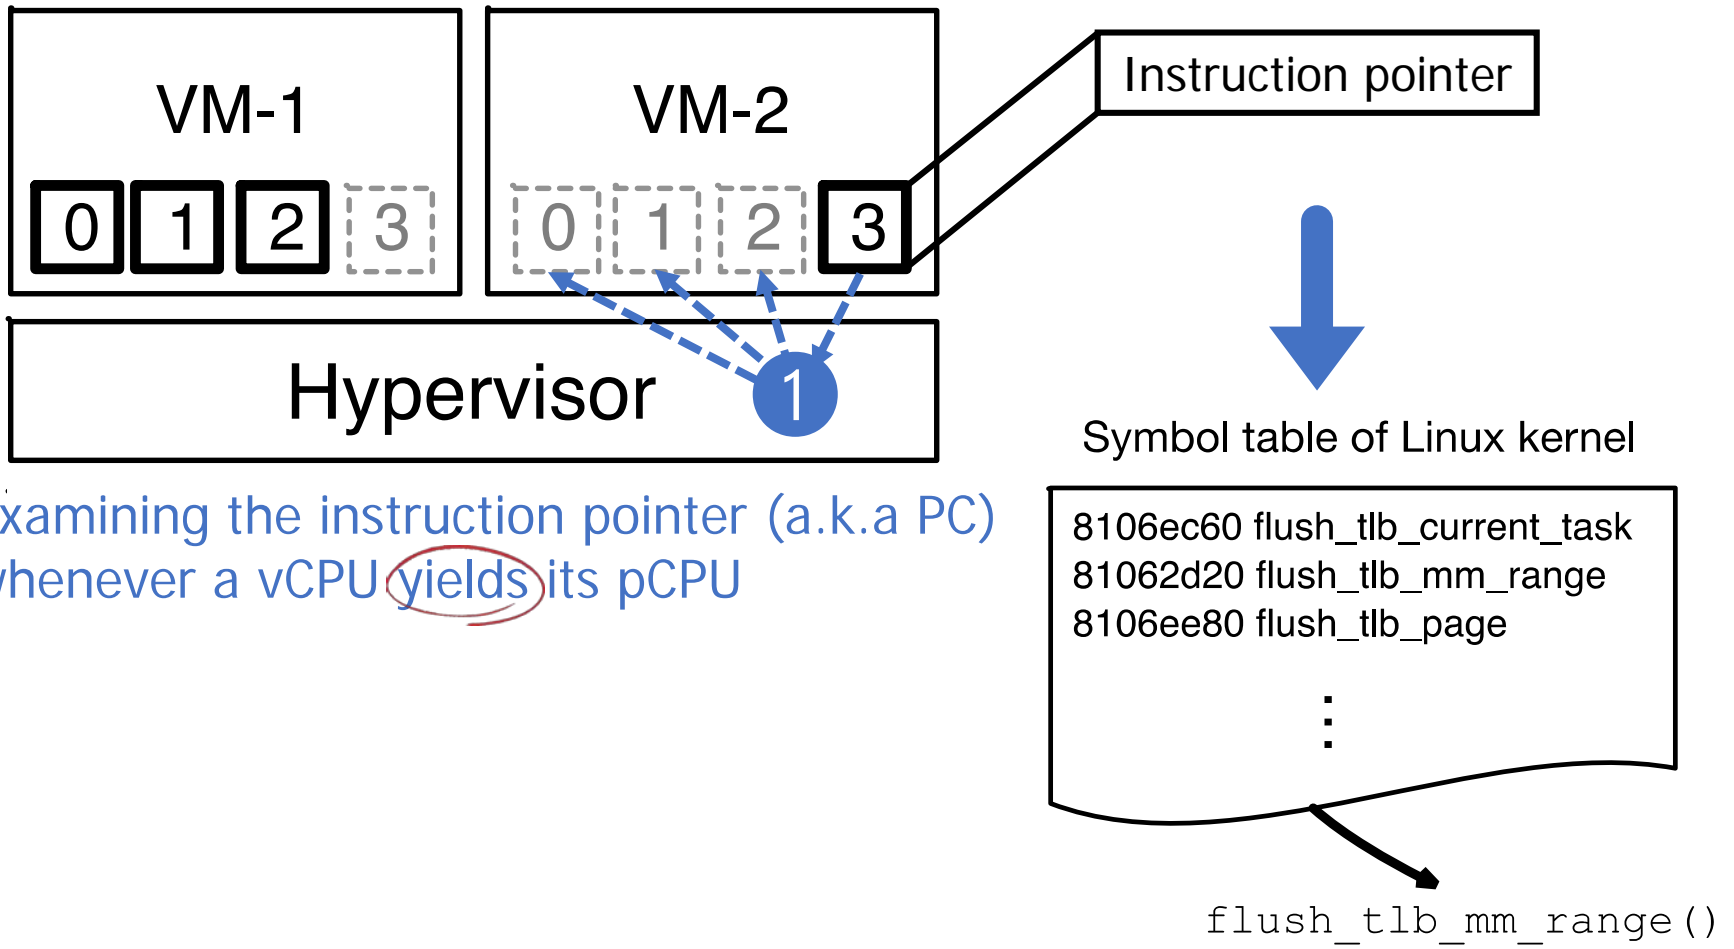 VM-1
0 1 2 3
VM-2
0 1 2 3
Instruction pointer
Hypervisor
1
xamining the instruction pointer (a.k.a PC)
whenever a vCPU yields its pCPU
Symbol table of Linux kernel
8106ec60 flush_tlb_current_task
81062d20 flush_tlb_mm_range
8106ee80 flush_tlb_page
⋮
flush_tlb_mm_range()